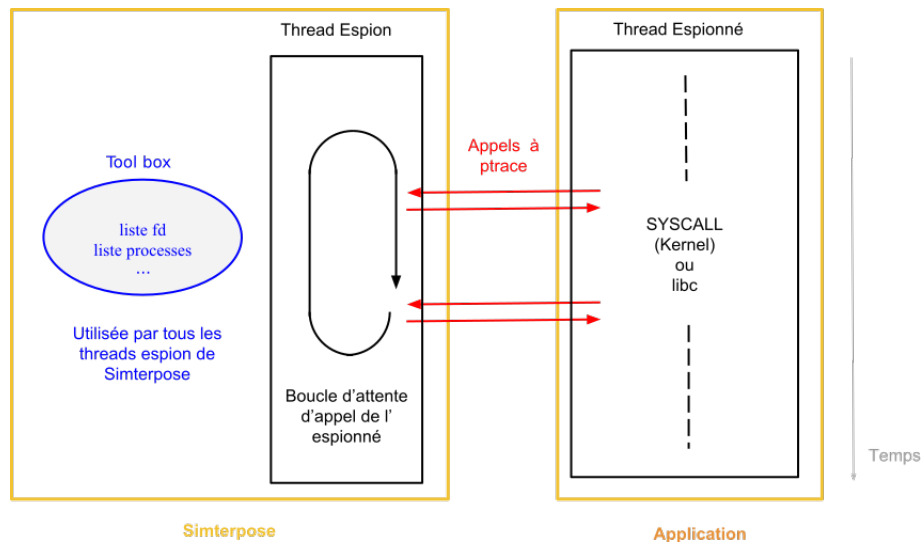 Thread Espion
Thread Espionné
Appels à
ptrace
Tool box
liste fd
liste processes
...
SYSCALL
(Kernel)
ou
libc
Utilisée par tous les
threads espion de
Simterpose
Boucle d'attente
d'appel de l'
espionné
Temps
Simterpose
Application